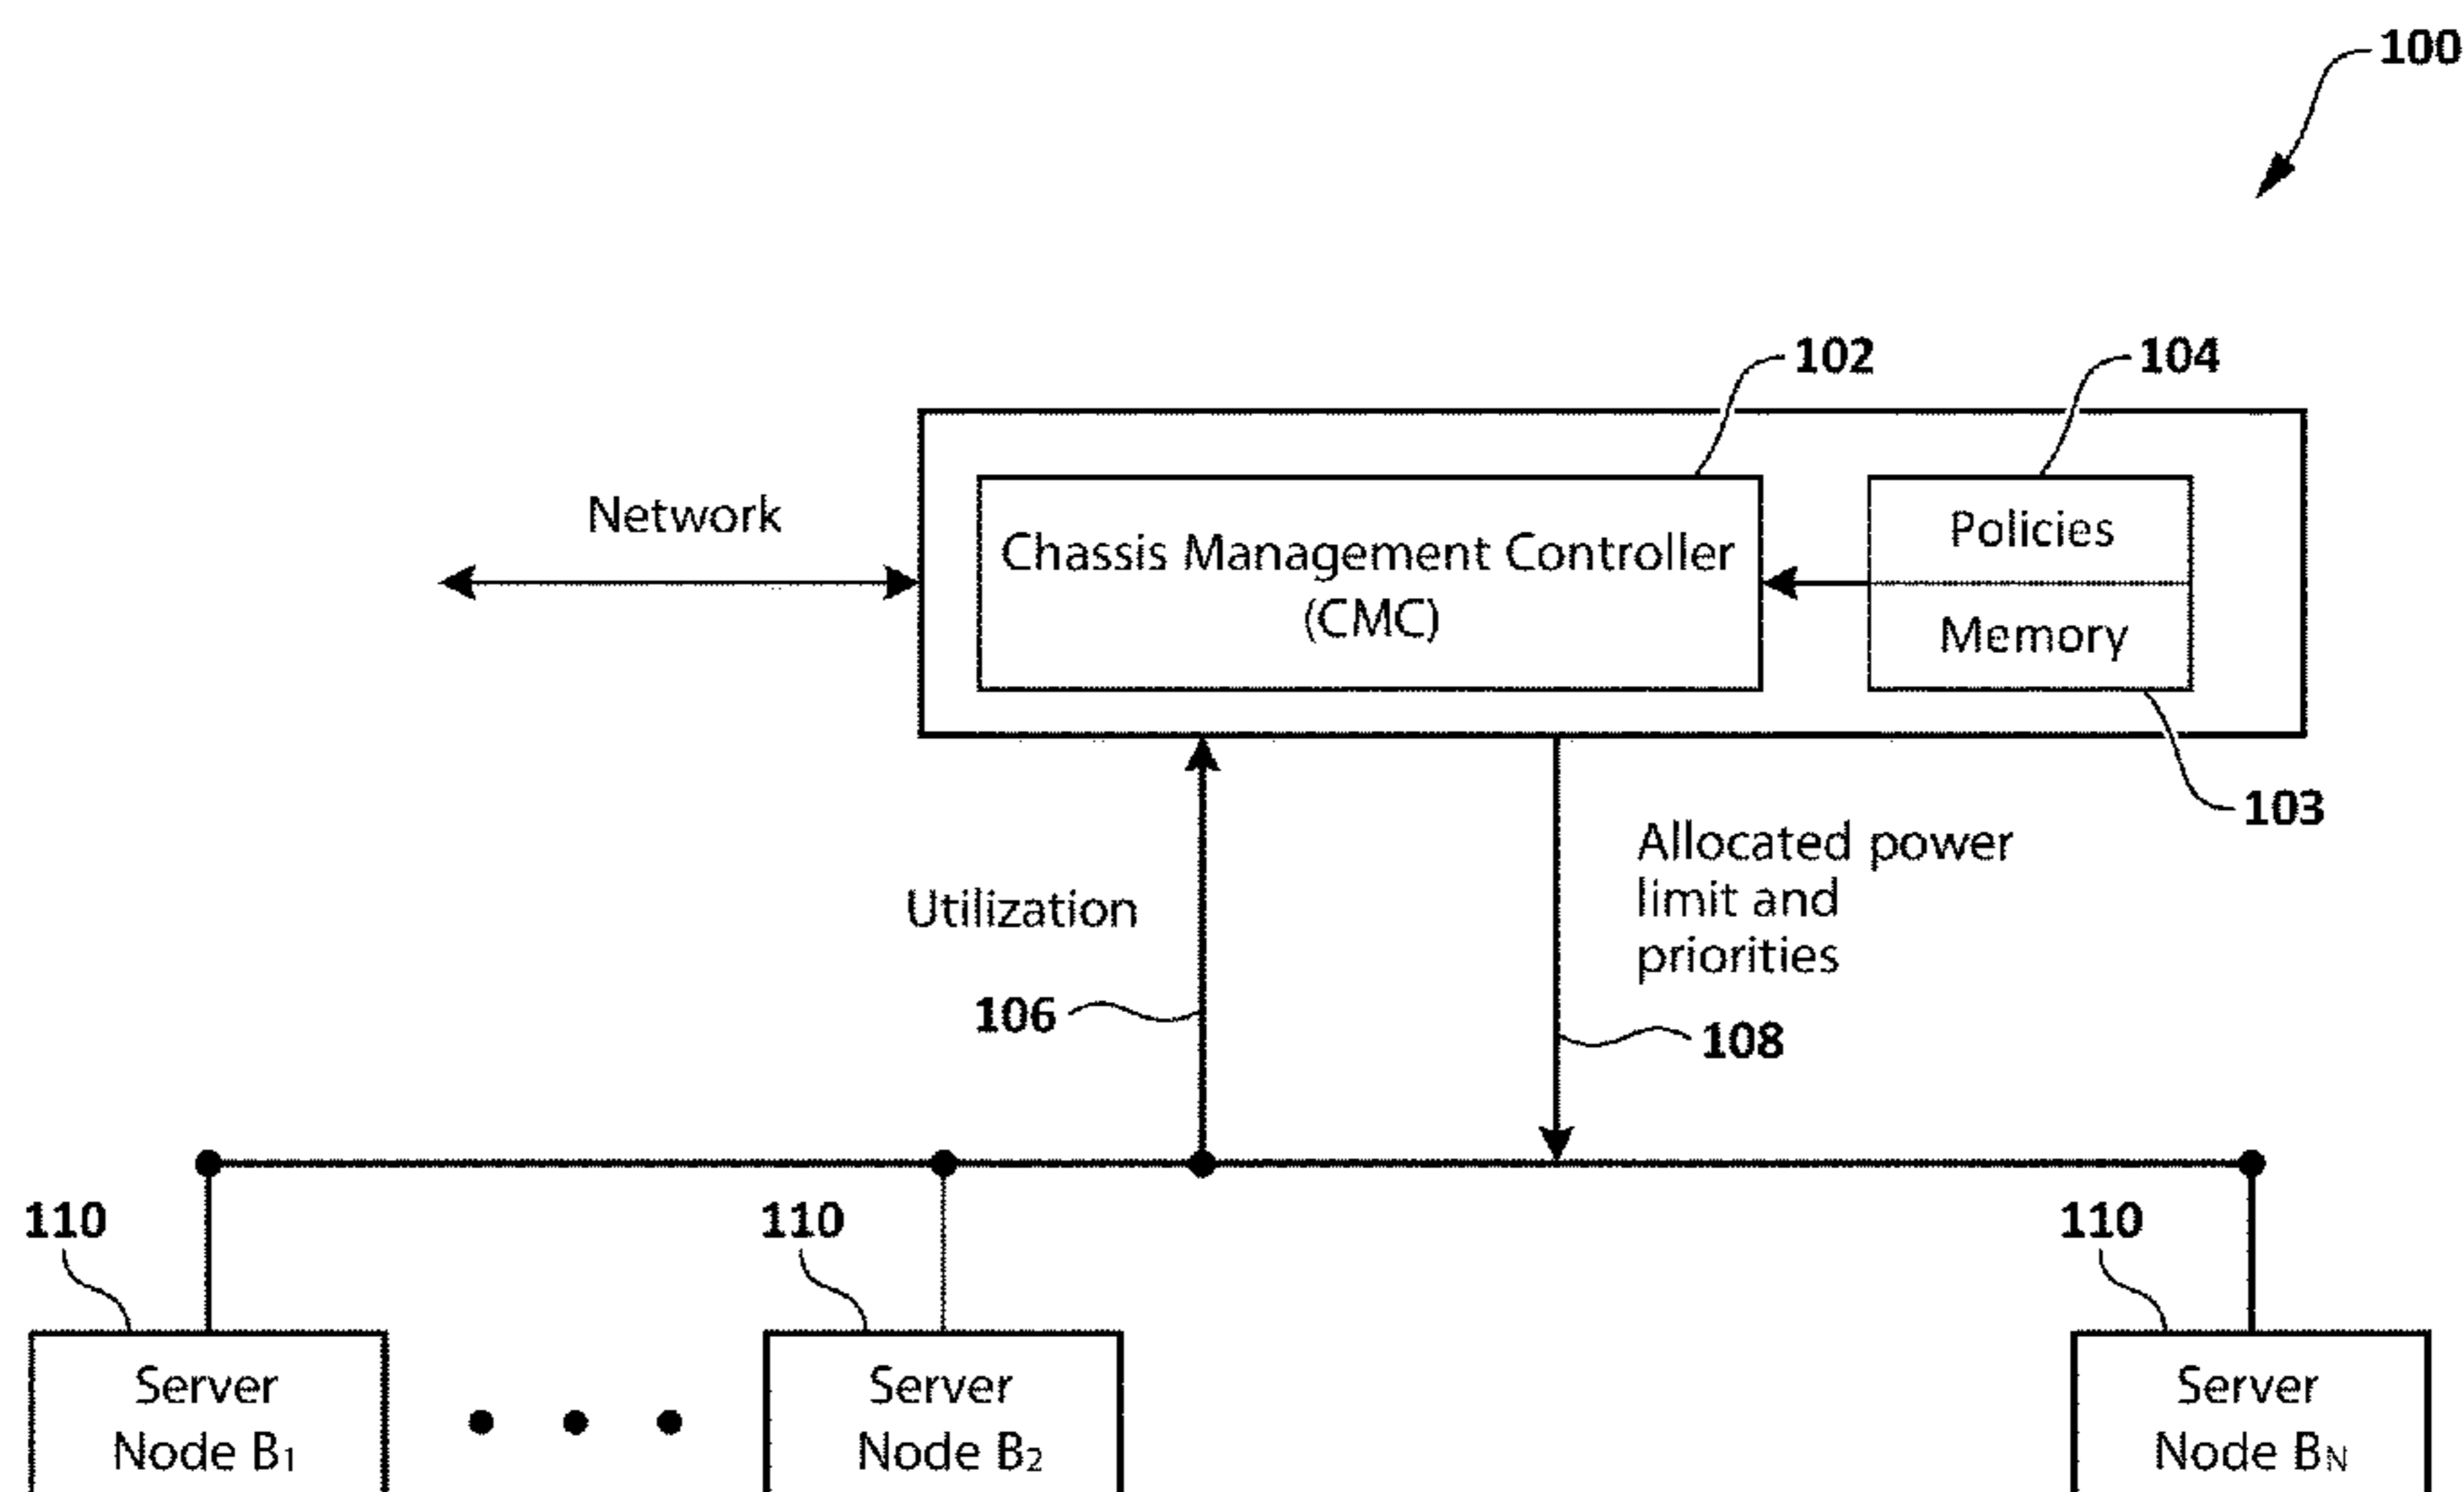 100
102
104
Network
Chassis Management Controller
(CMC)
Policies
Memory
103
Allocated power
limit and
priorities
Utilization
106
108
110
110
110
Server
Node B₁
Server
Node B₂
Server
Node B_N